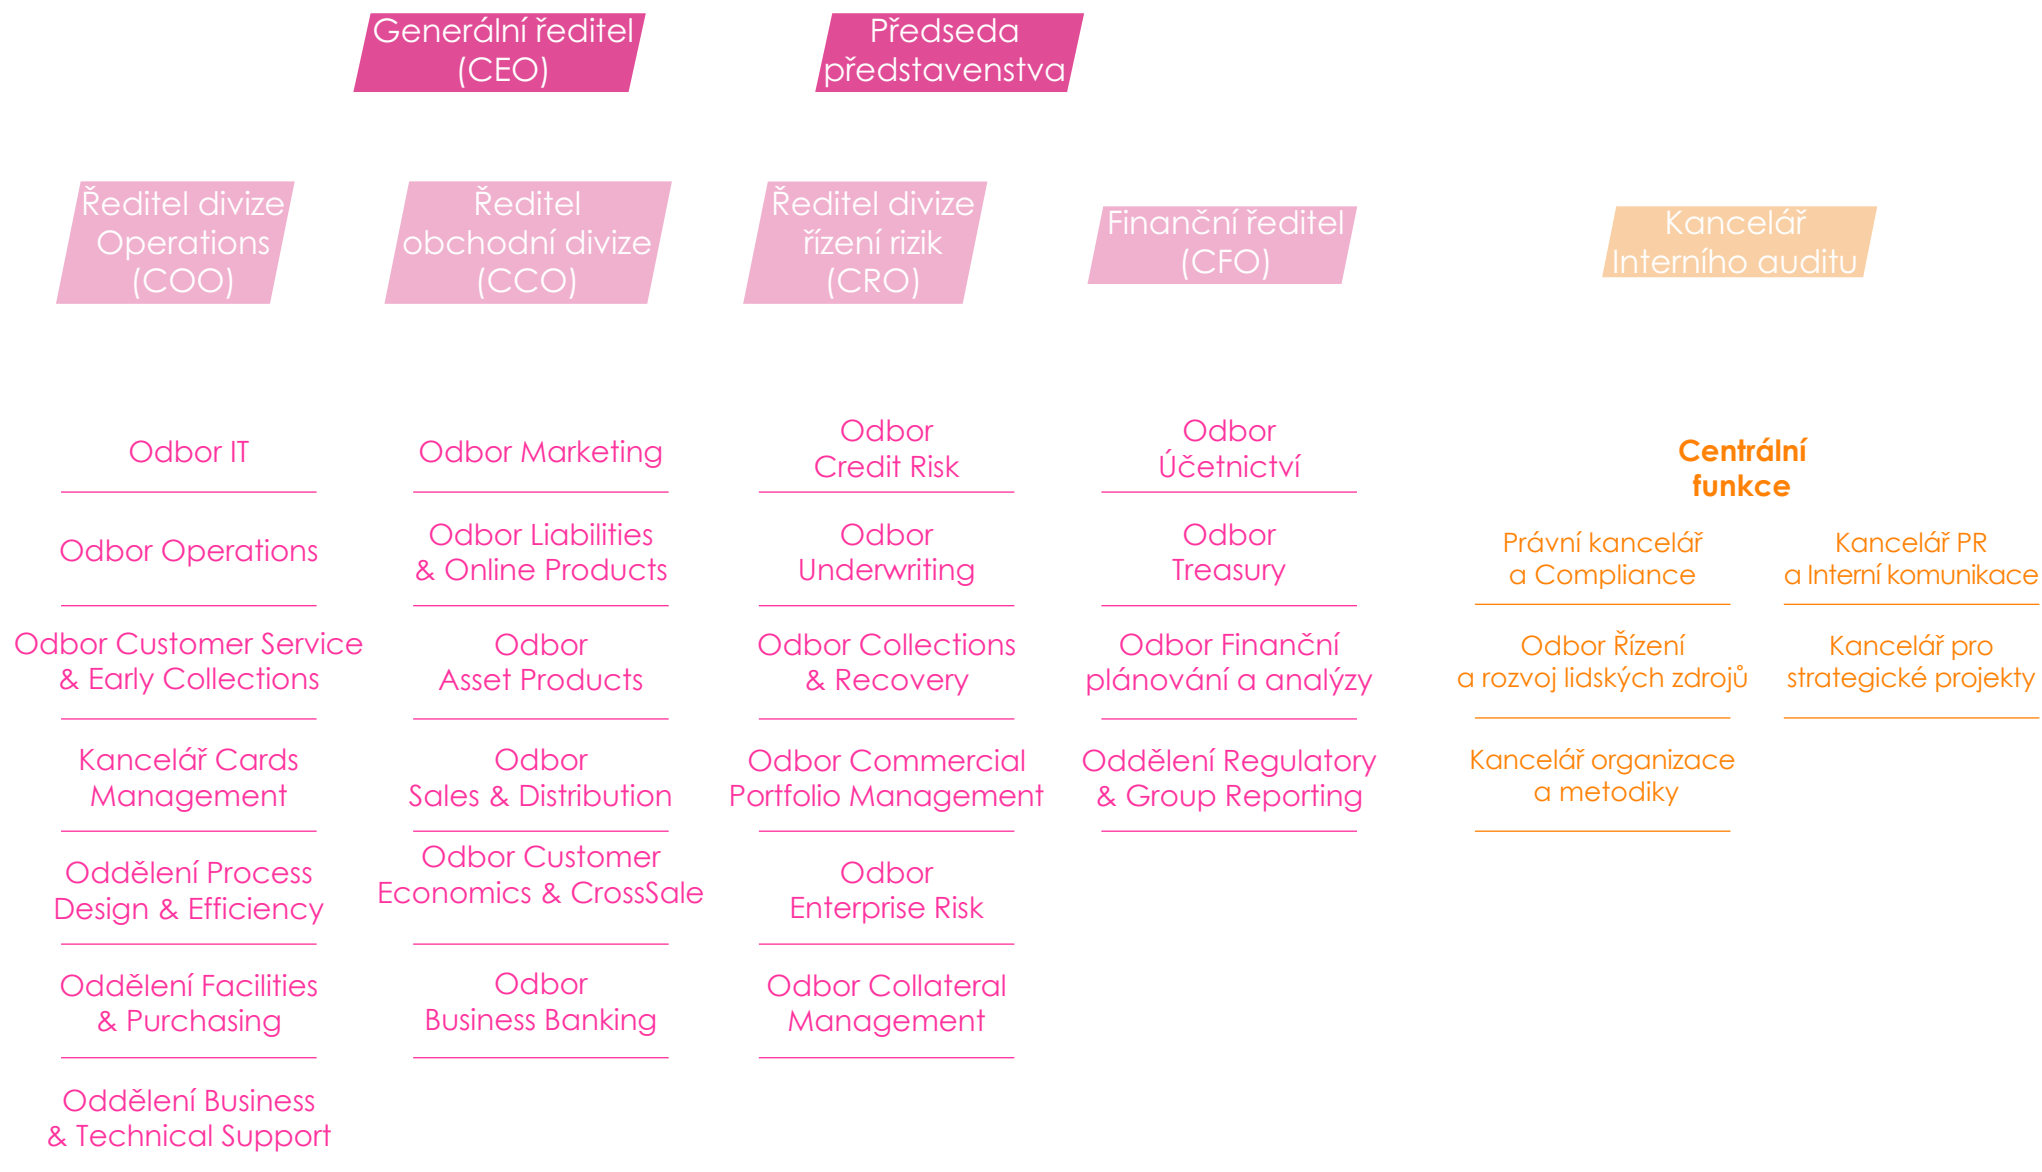 Generální ředitel
(CEO)
Předseda
představenstva
Ředitel divize
Operations
(COO)
Ředitel
obchodní divize
(CCO)
Ředitel divize
řízení rizik
(CRO)
Finanční ředitel
(CFO)
Kancelář
Interního auditu
Odbor IT
Odbor Operations
Odbor Customer Service
& Early Collections
Kancelář Cards
Management
Oddělení Process
Design & Efficiency
Oddělení Facilities
& Purchasing
Oddělení Business
& Technical Support
Odbor Marketing
Odbor Liabilities
& Online Products
Odbor
Asset Products
Odbor
Sales & Distribution
Odbor Customer
Economics & CrossSale
Odbor
Business Banking
Odbor
Credit Risk
Odbor
Underwriting
Odbor Collections
& Recovery
Odbor Commercial
Portfolio Management
Odbor
Enterprise Risk
Odbor Collateral
Management
Odbor
Účetnictví
Odbor
Treasury
Odbor Finanční
plánování a analýzy
Oddělení Regulatory
& Group Reporting
Centrální
funkce
Právní kancelář
a Compliance
Odbor Řízení
a rozvoj lidských zdrojů
Kancelář organizace
a metodiky
Kancelář PR
a Interní komunikace
Kancelář pro
strategické projekty